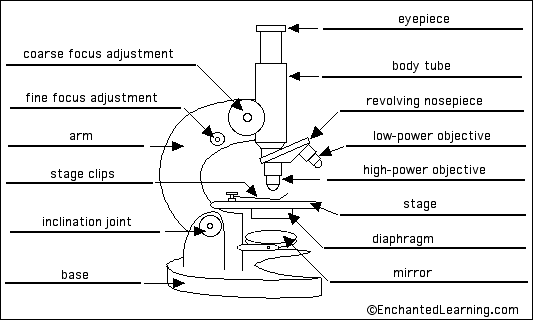 eyepiece
coarse focus adjustment
body tube
fine focus adjustment
revolving nosepiece
arm
low-power objective
stage clips
high-power objective
stage
inclination joint
diaphragm
base
mirror
©EnchantedLearning.com